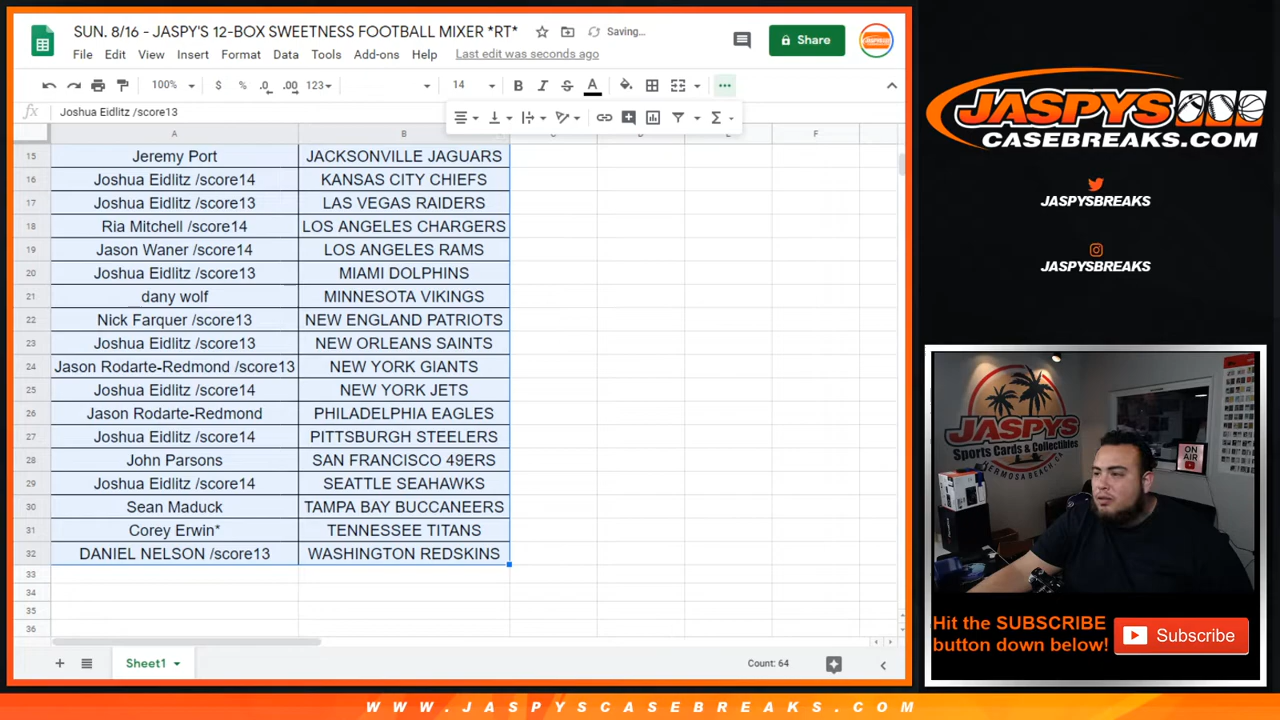 SUN. 8/16 - JASPY'S 12-BOX SWEETNESS FOOTBALL MIXER *RT*
Saving...
File Edit View Insert Format Data Tools Add-ons Help Last edit was seconds ago
Share
100% $ % .0 .00 123 14 B I S A
fx Joshua Eidlitz /score13
A B F
15 Jeremy Port JACKSONVILLE JAGUARS
16 Joshua Eidlitz /score14 KANSAS CITY CHIEFS
17 Joshua Eidlitz /score13 LAS VEGAS RAIDERS
18 Ria Mitchell /score14 LOS ANGELES CHARGERS
19 Jason Waner /score14 LOS ANGELES RAMS
20 Joshua Eidlitz /score13 MIAMI DOLPHINS
21 dany wolf MINNESOTA VIKINGS
22 Nick Farquer /score13 NEW ENGLAND PATRIOTS
23 Joshua Eidlitz /score13 NEW ORLEANS SAINTS
24 Jason Rodarte-Redmond /score13 NEW YORK GIANTS
25 Joshua Eidlitz /score14 NEW YORK JETS
26 Jason Rodarte-Redmond PHILADELPHIA EAGLES
27 Joshua Eidlitz /score14 PITTSBURGH STEELERS
28 John Parsons SAN FRANCISCO 49ERS
29 Joshua Eidlitz /score14 SEATTLE SEAHAWKS
30 Sean Maduck TAMPA BAY BUCCANEERS
31 Corey Erwin* TENNESSEE TITANS
32 DANIEL NELSON /score13 WASHINGTON REDSKINS
33
34
35
36
Sheet1
Count: 64
JASPYS
CASEBREAKS.COM
JASPYSBREAKS
JASPYSBREAKS
JASPYS
Sports Cards & Collectibles
HERMOSA BEACH, CA
ON AIR
Hit the SUBSCRIBE
button down below!
Subscribe
WWW.JASPYSCASEBREAKS.COM